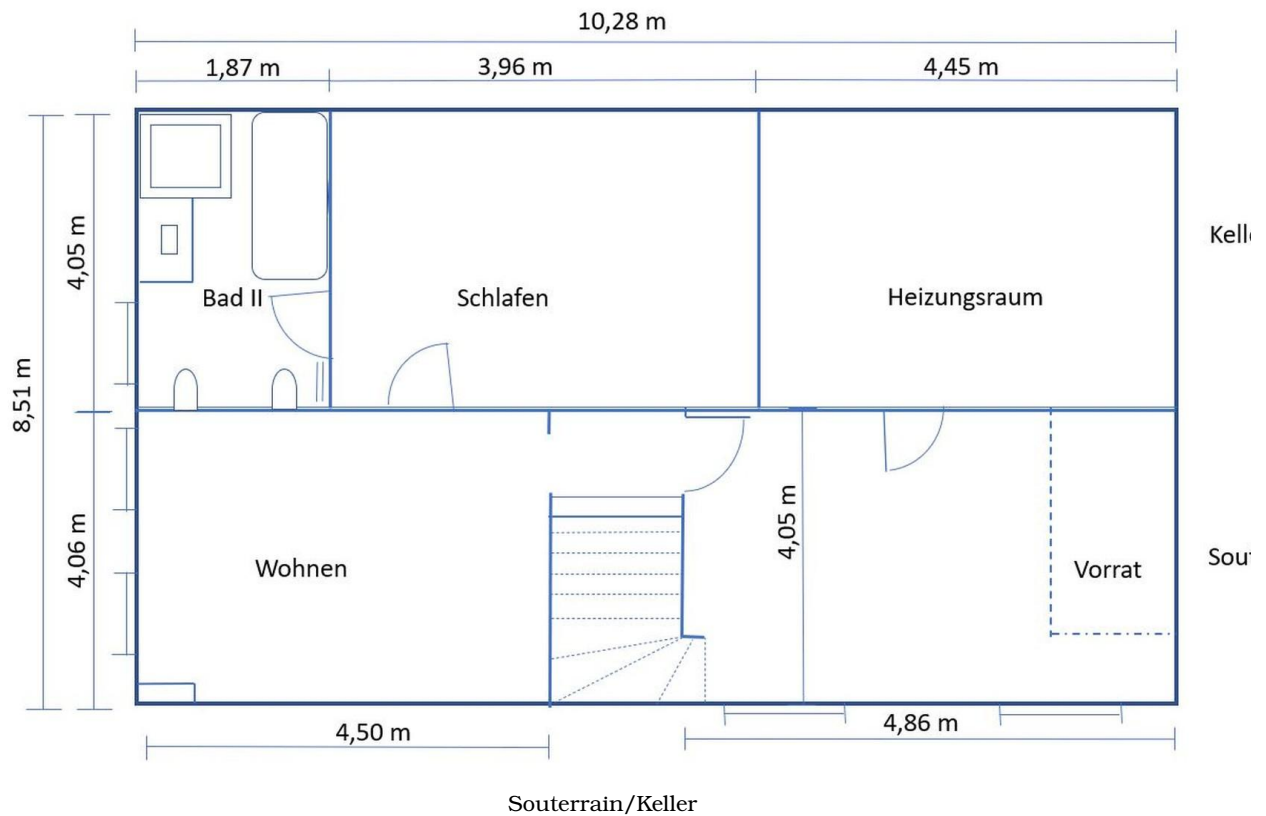 10,28 m
1,87 m
3,96 m
4,45 m
4,05 m
Bad II
Schlafen
Heizungsraum
8,51 m
4,06 m
Wohnen
4,05 m
Vorrat
4,50 m
4,86 m
Souterrain/Keller